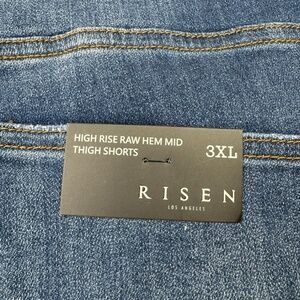 HIGH RISE RAW HEM MID
THIGH SHORTS
3XL
RISEN
LOS ANGELES